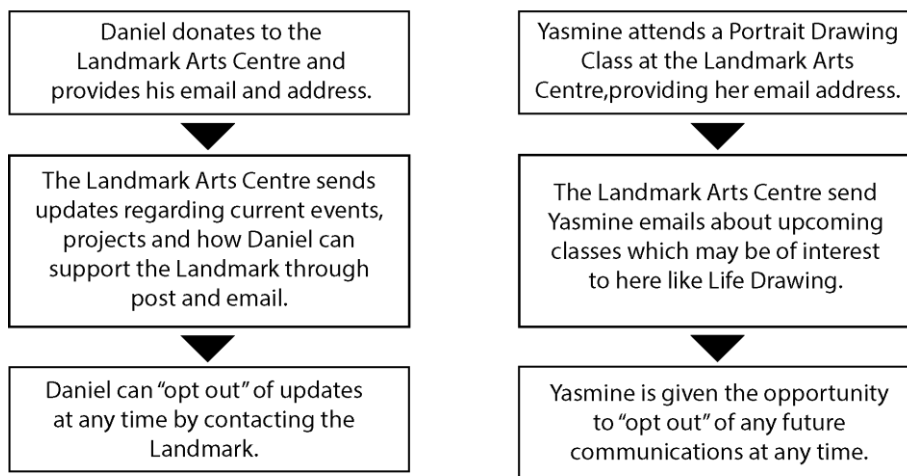 Daniel donates to the
Landmark Arts Centre and
provides his email and address.
The Landmark Arts Centre sends
updates regarding current events,
projects and how Daniel can
support the Landmark through
post and email.
Daniel can “opt out” of updates
at any time by contacting the
Landmark.
Yasmine attends a Portrait Drawing
Class at the Landmark Arts
Centre,providing her email address.
The Landmark Arts Centre send
Yasmine emails about upcoming
classes which may be of interest
to here like Life Drawing.
Yasmine is given the opportunity
to “opt out” of any future
communications at any time.